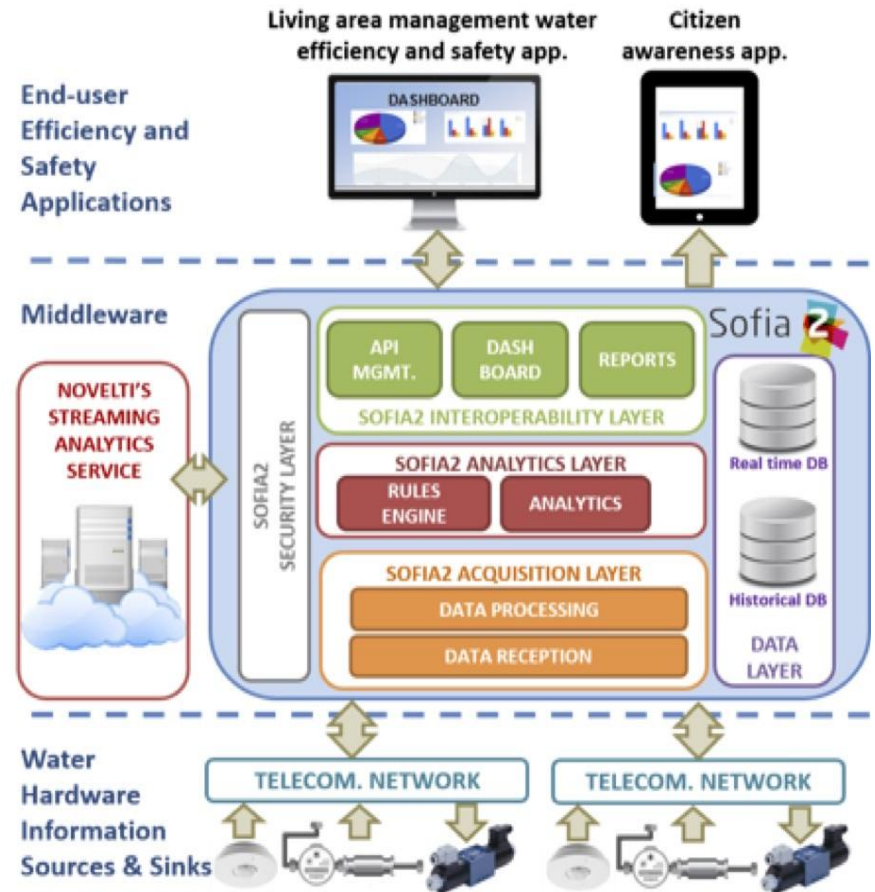 Living area management water
efficiency and safety app.
Citizen
awareness app.
End-user
Efficiency and
Safety
Applications
DASHBOARD
Middleware
Sofia 2
NOVELTI'S
STREAMING
ANALYTICS
SERVICE
SOFIA2
SECURITY LAYER
API
MGMT.
DASH
BOARD
REPORTS
SOFIA2 INTEROPERABILITY LAYER
SOFIA2 ANALYTICS LAYER
RULES
ENGINE
ANALYTICS
SOFIA2 ACQUISITION LAYER
DATA PROCESSING
DATA RECEPTION
Real time DB
Historical DB
DATA
LAYER
Water
Hardware
Information
Sources & Sinks
TELECOM. NETWORK
TELECOM. NETWORK